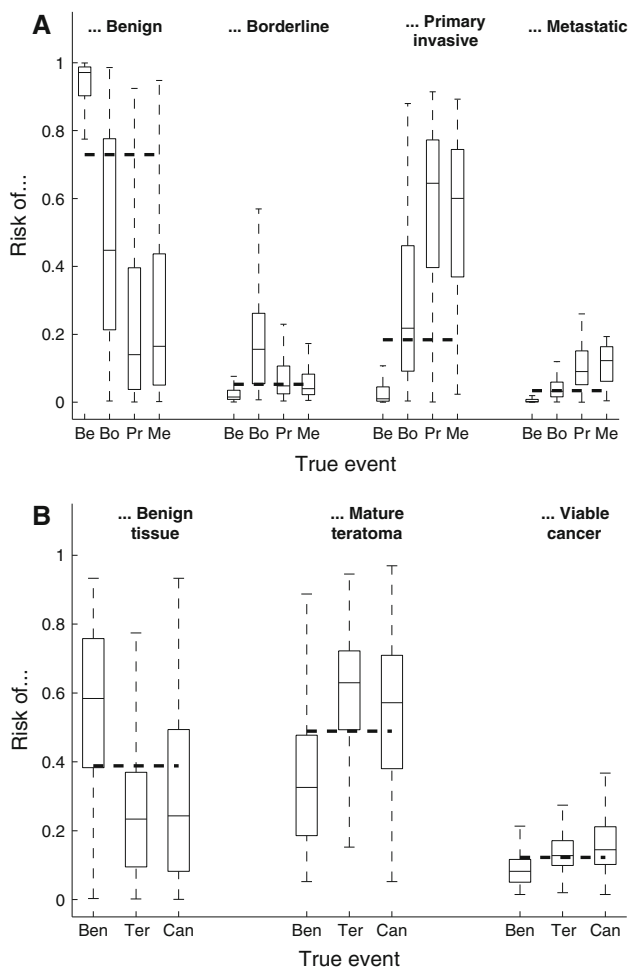 A
... Benign
... Borderline
... Primary
invasive
... Metastatic
Risk of...
1
0.8
0.6
0.4
0.2
0
Be Bo Pr Me
Be Bo Pr Me
Be Bo Pr Me
Be Bo Pr Me
True event
B
... Benign
tissue
... Mature
teratoma
... Viable
cancer
Risk of...
1
0.8
0.6
0.4
0.2
0
Ben Ter Can
Ben Ter Can
Ben Ter Can
True event